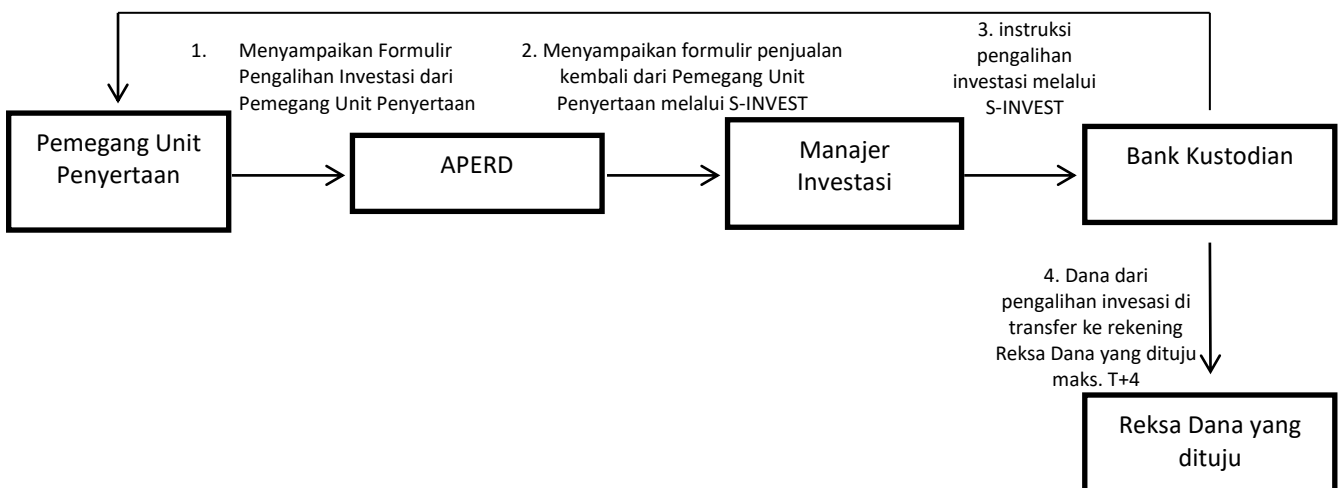 1. Menyampaikan Formulir
Pengalihan Investasi dari
Pemegang Unit Penyertaan
2. Menyampaikan formulir penjualan
kembali dari Pemegang Unit
Penyertaan melalui S-INVEST
3. instruksi
pengalihan
investasi melalui
S-INVEST
Pemegang Unit
Penyertaan
APERD
Manajer
Investasi
Bank Kustodian
4. Dana dari
pengalihan invesasi di
transfer ke rekening
Reksa Dana yang dituju
maks. T+4
Reksa Dana yang
dituju